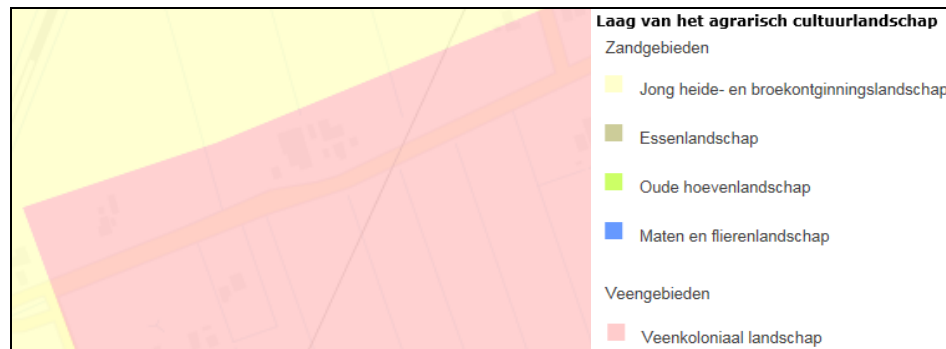 Laag van het agrarisch cultuurlandschap
Zandgebieden
Jong heide- en broekontginningslandschap
Essenlandschap
Oude hoevenlandschap
Maten en flierenlandschap
Veengebieden
Veenkoloniaal landschap